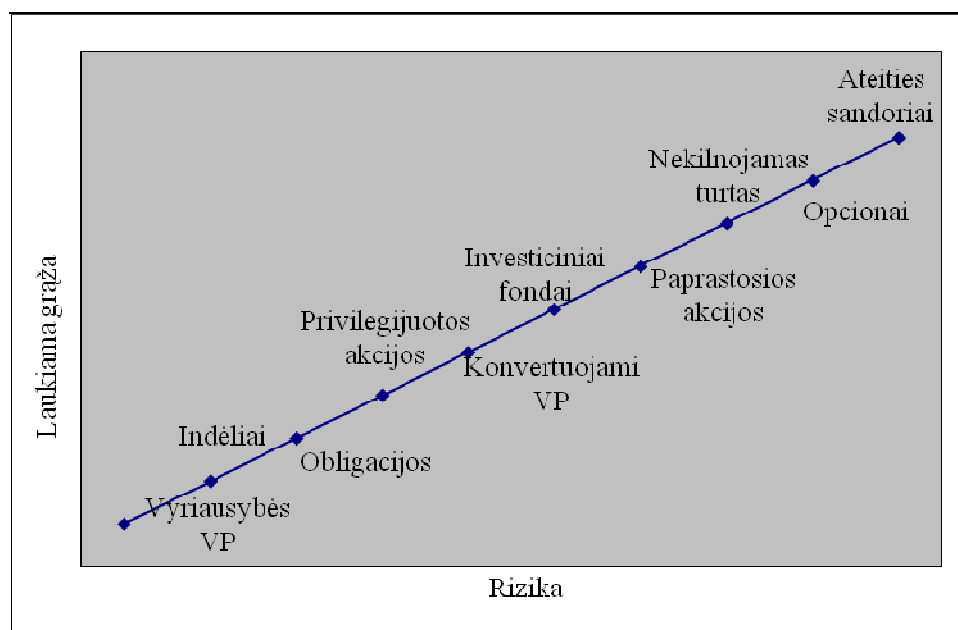 Ateities
sandoriai
Nekilnojamas
turtas
Opcionai
Investiciniai
fondai
Paprastosios
akcijos
Privilegijuotos
akcijos
Konvertuojami
VP
Indėliai
Obligacijos
Vyriausybės
VP
Laukiama grąža
Rizika